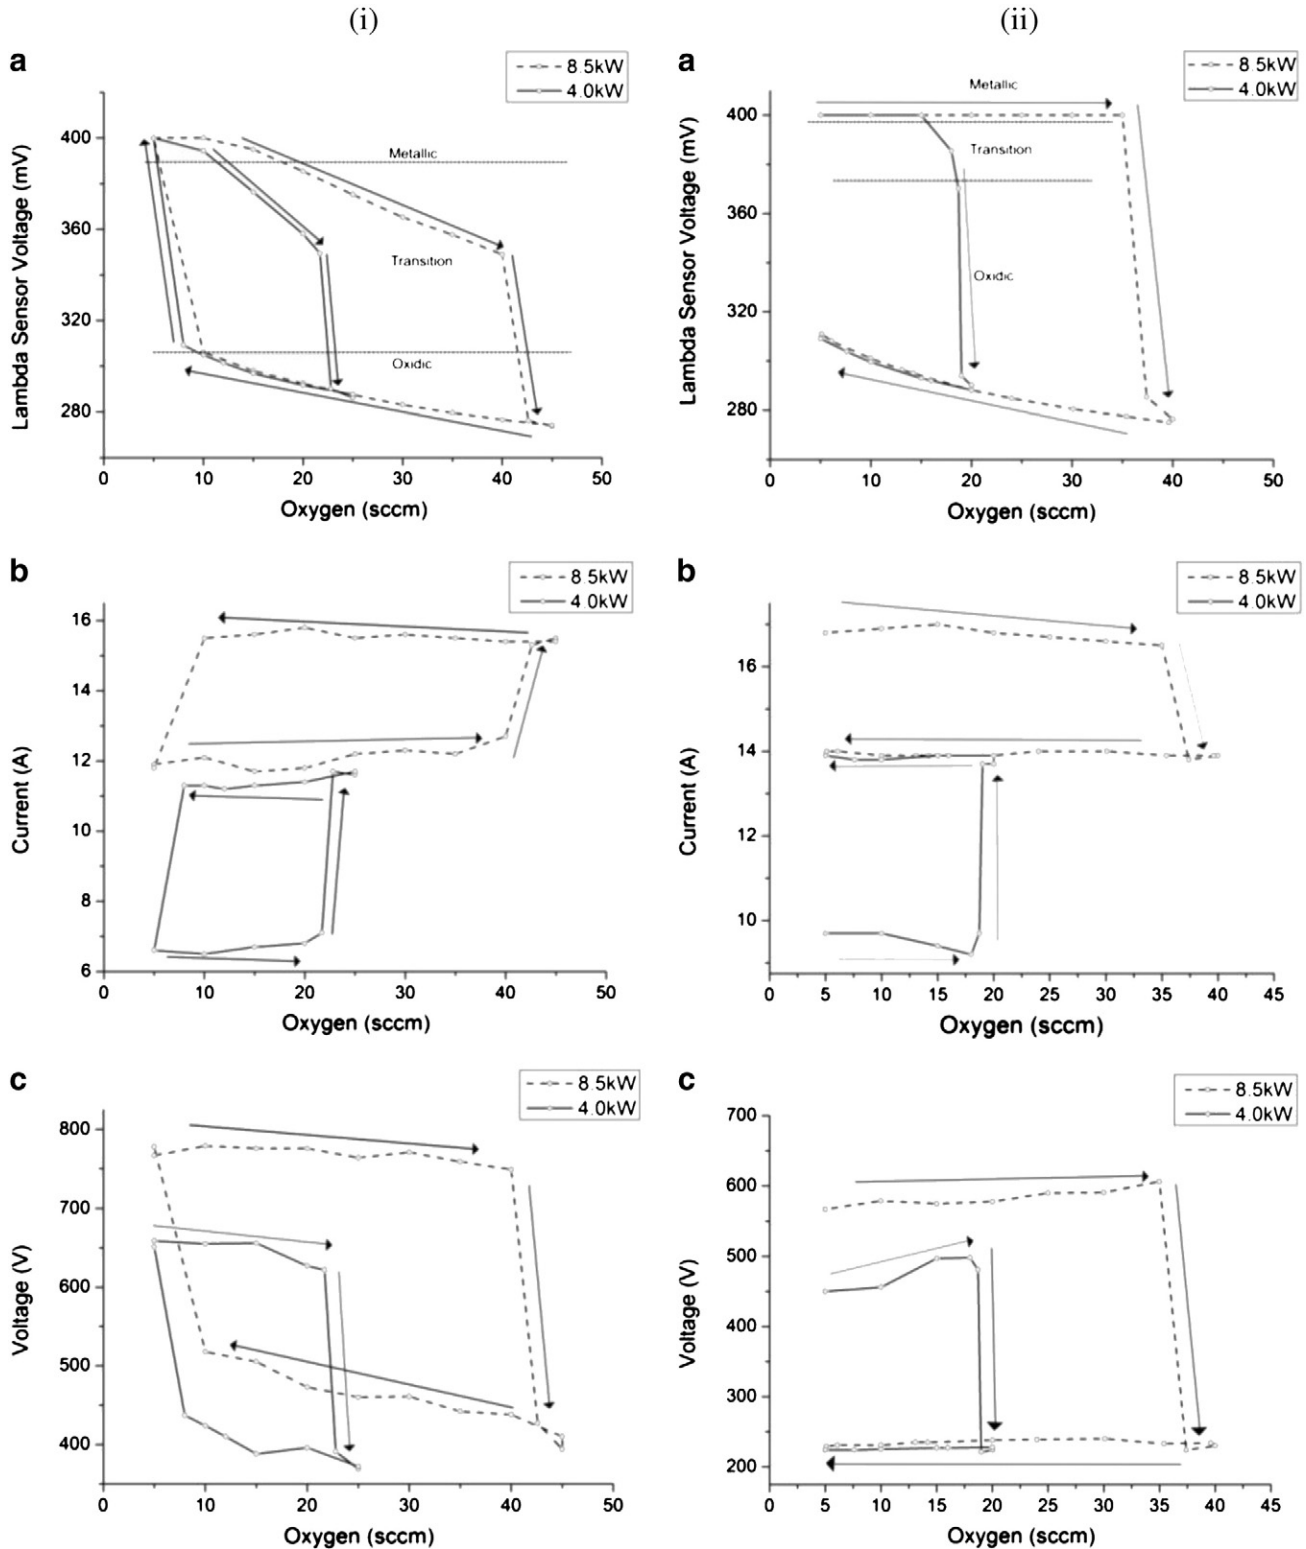 (i)
(ii)
a
8.5kW
4.0kW
Lambda Sensor Voltage (mV)
400
360
320
280
Metallic
Transition
Oxidic
0 10 20 30 40 50
Oxygen (sccm)
a
8.5kW
4.0kW
Lambda Sensor Voltage (mV)
400
360
320
280
Metallic
Transition
Oxidic
0 10 20 30 40 50
Oxygen (sccm)
b
8.5kW
4.0kW
Current (A)
16
14
12
10
8
6
0 10 20 30 40 50
Oxygen (sccm)
b
8.5kW
4.0kW
Current (A)
16
14
12
10
0 5 10 15 20 25 30 35 40 45
Oxygen (sccm)
c
8.5kW
4.0kW
Voltage (V)
800
700
600
500
400
0 10 20 30 40 50
Oxygen (sccm)
c
8.5kW
4.0kW
Voltage (V)
700
600
500
400
300
200
0 5 10 15 20 25 30 35 40 45
Oxygen (sccm)